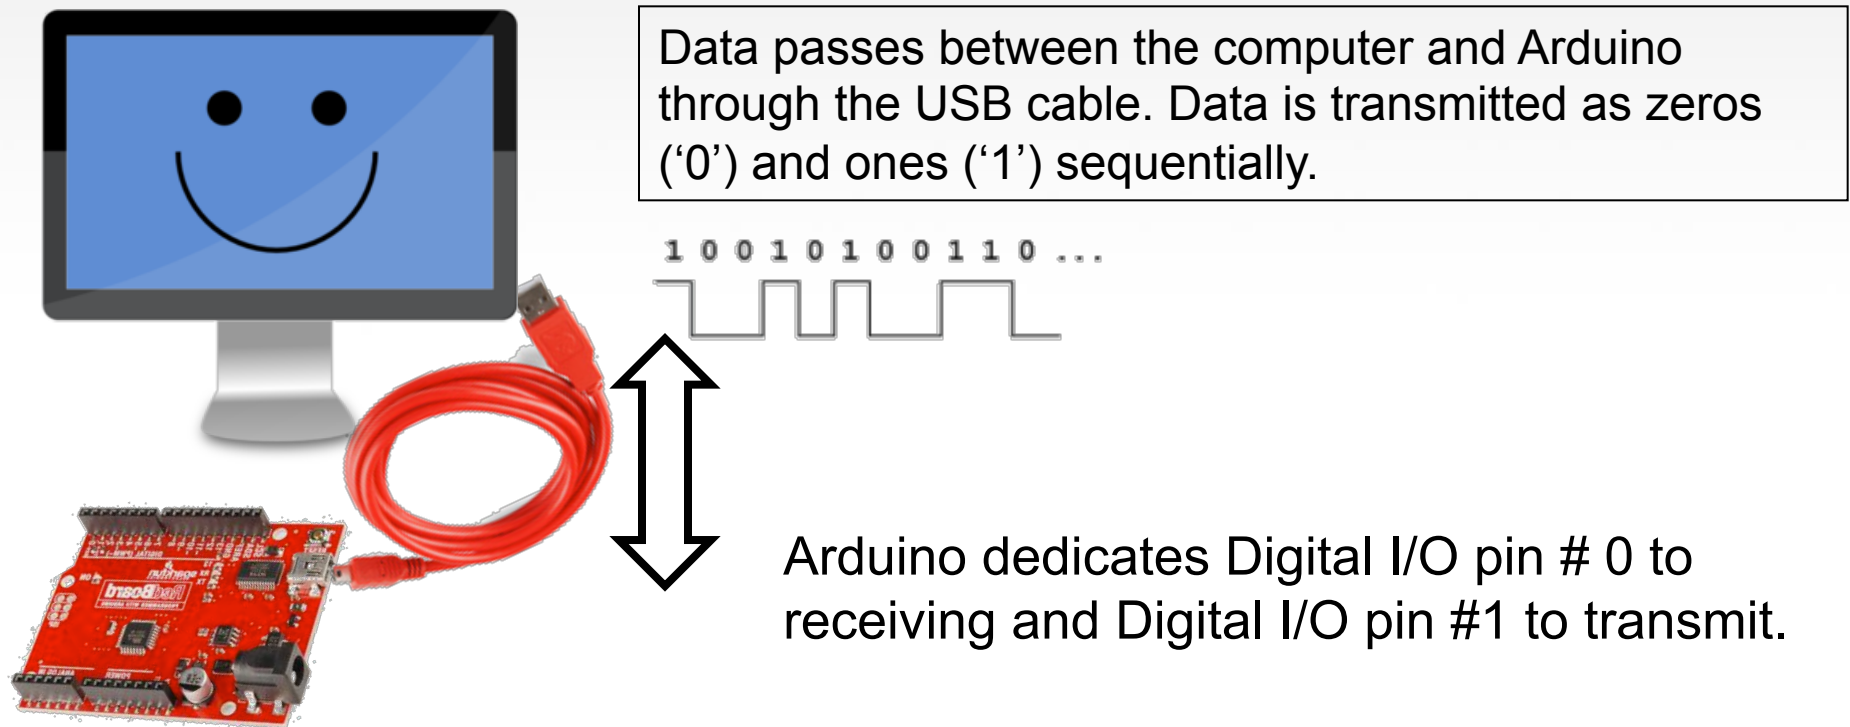 Data passes between the computer and Arduino
through the USB cable. Data is transmitted as zeros
(‘0’) and ones (‘1’) sequentially.
1 0 0 1 0 1 0 0 1 1 0 ...
Arduino dedicates Digital I/O pin # 0 to
receiving and Digital I/O pin #1 to transmit.
RedBoard